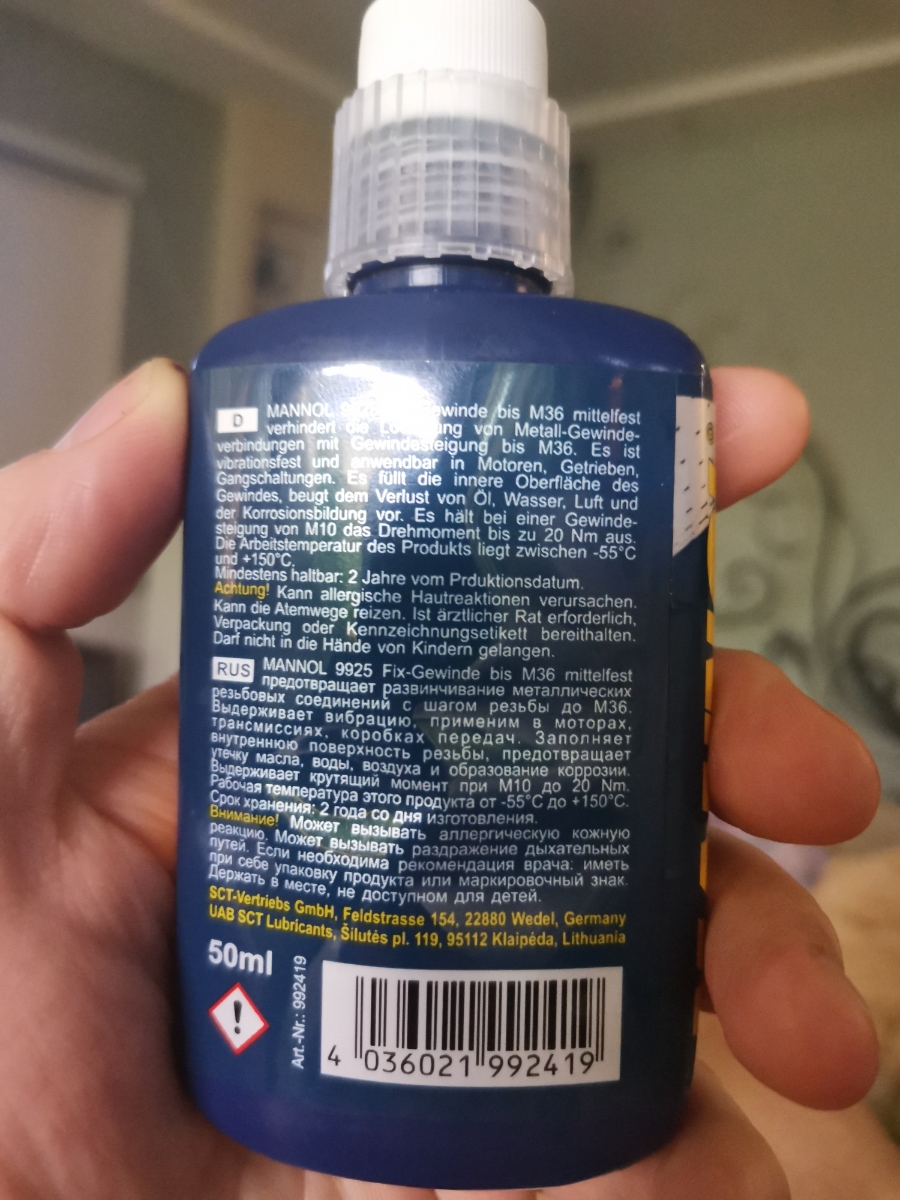 D
MANNOL ewinde bis M36 mittelfest
verhindert die von Metall-Gewinde-
verbindungen mit Gewindesteigung bis M36. Es ist
vibrationsfest und anwendbar in Motoren, Getrieben,
Gangschaltungen. Es füllt die innere Oberfläche des
Gewindes, beugt dem Verlust von Öl, Wasser, Luft und
der Korrosionsbildung vor. Es hält bei einer Gewinde-
steigung von M10 das Drehmoment bis zu 20 Nm aus.
Die Arbeitstemperatur des Produkts liegt zwischen -55°C
und +150°C.
Mindestens haltbar: 2 Jahre vom Prduktionsdatum.
Achtung! Kann allergische Hautreaktionen verursachen.
Kann die Atemwege reizen. Ist ärztlicher Rat erforderlich,
Verpackung oder Kennzeichnungsetikett bereithalten.
Darf nicht in die Hände von Kindern gelangen.
RUS MANNOL 9925 Fix-Gewinde bis M36 mittelfest
предотвращает развинчивание металлических
резьбовых соединений с шагом резьбы до М36.
Выдерживает вибрацию, применим в моторах,
трансмиссиях, коробках передач. Заполняет
внутреннюю поверхность резьбы, предотвращает
утечку масла, воды, воздуха и образование коррозии.
Выдерживает крутящий момент при М10 до 20 Nm.
Рабочая температура этого продукта от -55°C до +150°C.
Срок хранения: 2 года со дня изготовления.
Внимание! Может вызывать аллергическую кожную
реакцию. Может вызывать раздражение дыхательных
путей. Если необходима рекомендация врача: иметь
при себе упаковку продукта или маркировочный знак.
Держать в месте, не доступном для детей.
SCT-Vertriebs GmbH, Feldstrasse 154, 22880 Wedel, Germany
UAB SCT Lubricants, Šilutės pl. 119, 95112 Klaipėda, Lithuania
50ml
Art.-Nr.: 992419
4 036021 992419